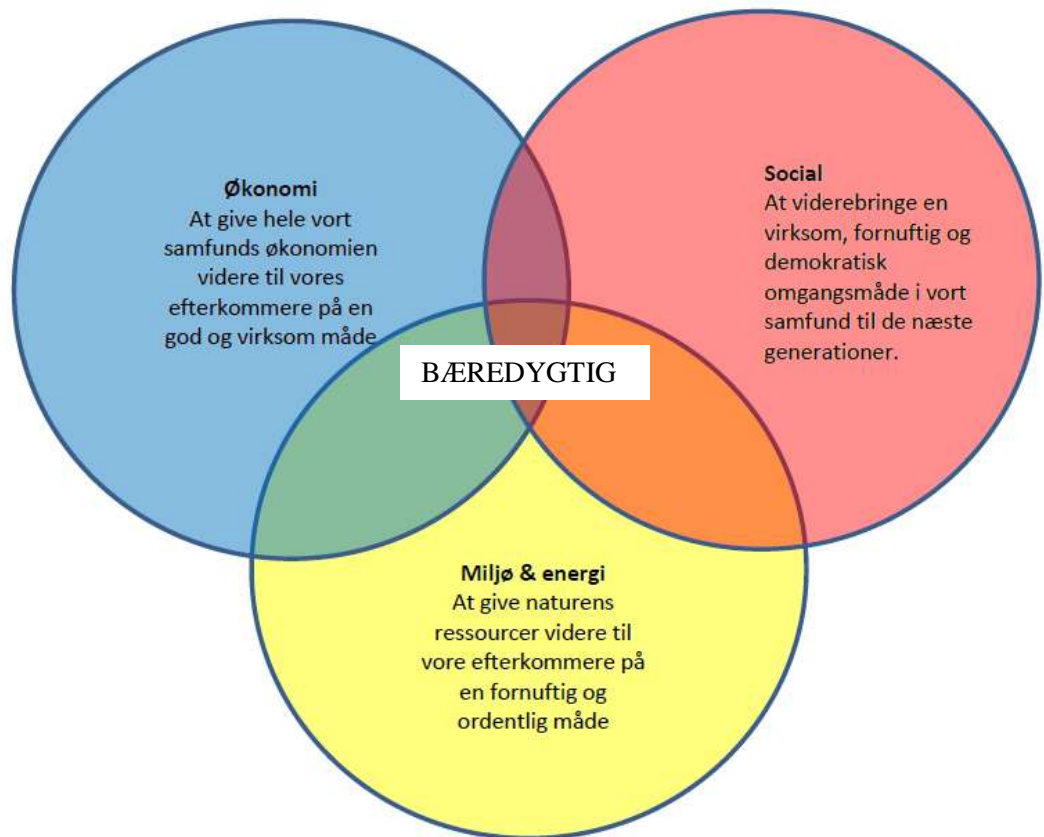 Økonomi
At give hele vort
samfunds økonomien
videre til vores
efterkommere på en
god og virksom måde
Social
At viderebringe en
virksom, fornuftig og
demokratisk
omgangsmåde i vort
samfund til de næste
generationer.
BÆREDYGTIG
Miljø & energi
At give naturens
ressourcer videre til
vore efterkommere på
en fornuftig og
ordentlig måde